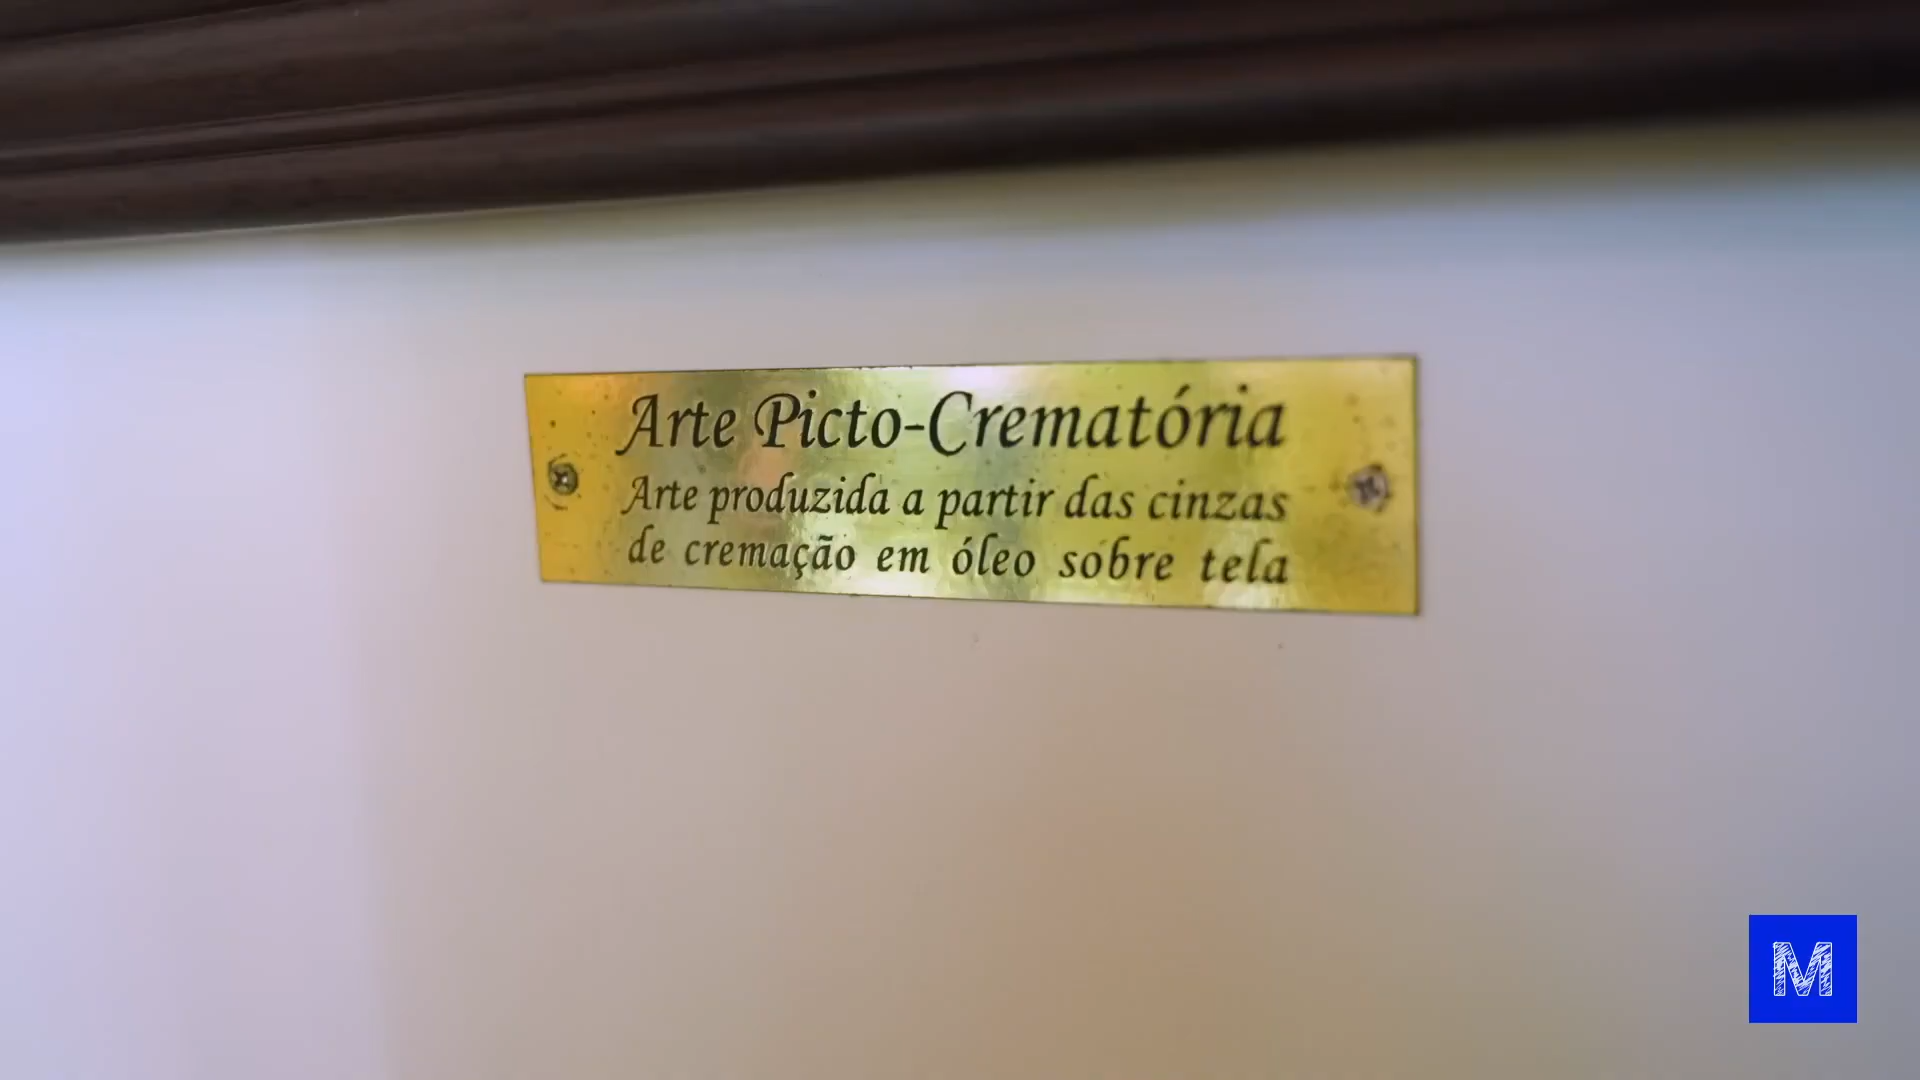 Arte Picto-Crematória
Arte produzida a partir das cinzas
de cremação em óleo sobre tela
M